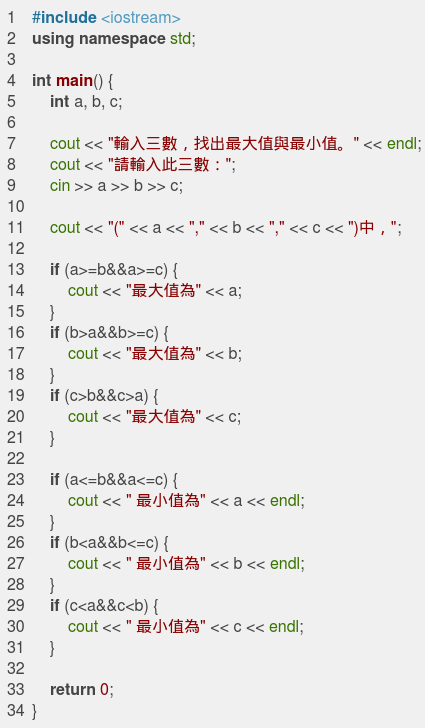 1 #include <iostream>
2 using namespace std;
3
4 int main() {
5     int a, b, c;
6
7     cout << "輸入三數，找出最大值與最小值。" << endl;
8     cout << "請輸入此三數：";
9     cin >> a >> b >> c;
10
11     cout << "(" << a << "," << b << "," << c << ")中，";
12
13     if (a>=b&&a>=c) {
14         cout << "最大值為" << a;
15     }
16     if (b>a&&b>=c) {
17         cout << "最大值為" << b;
18     }
19     if (c>b&&c>a) {
20         cout << "最大值為" << c;
21     }
22
23     if (a<=b&&a<=c) {
24         cout << " 最小值為" << a << endl;
25     }
26     if (b<a&&b<=c) {
27         cout << " 最小值為" << b << endl;
28     }
29     if (c<a&&c<b) {
30         cout << " 最小值為" << c << endl;
31     }
32
33     return 0;
34 }